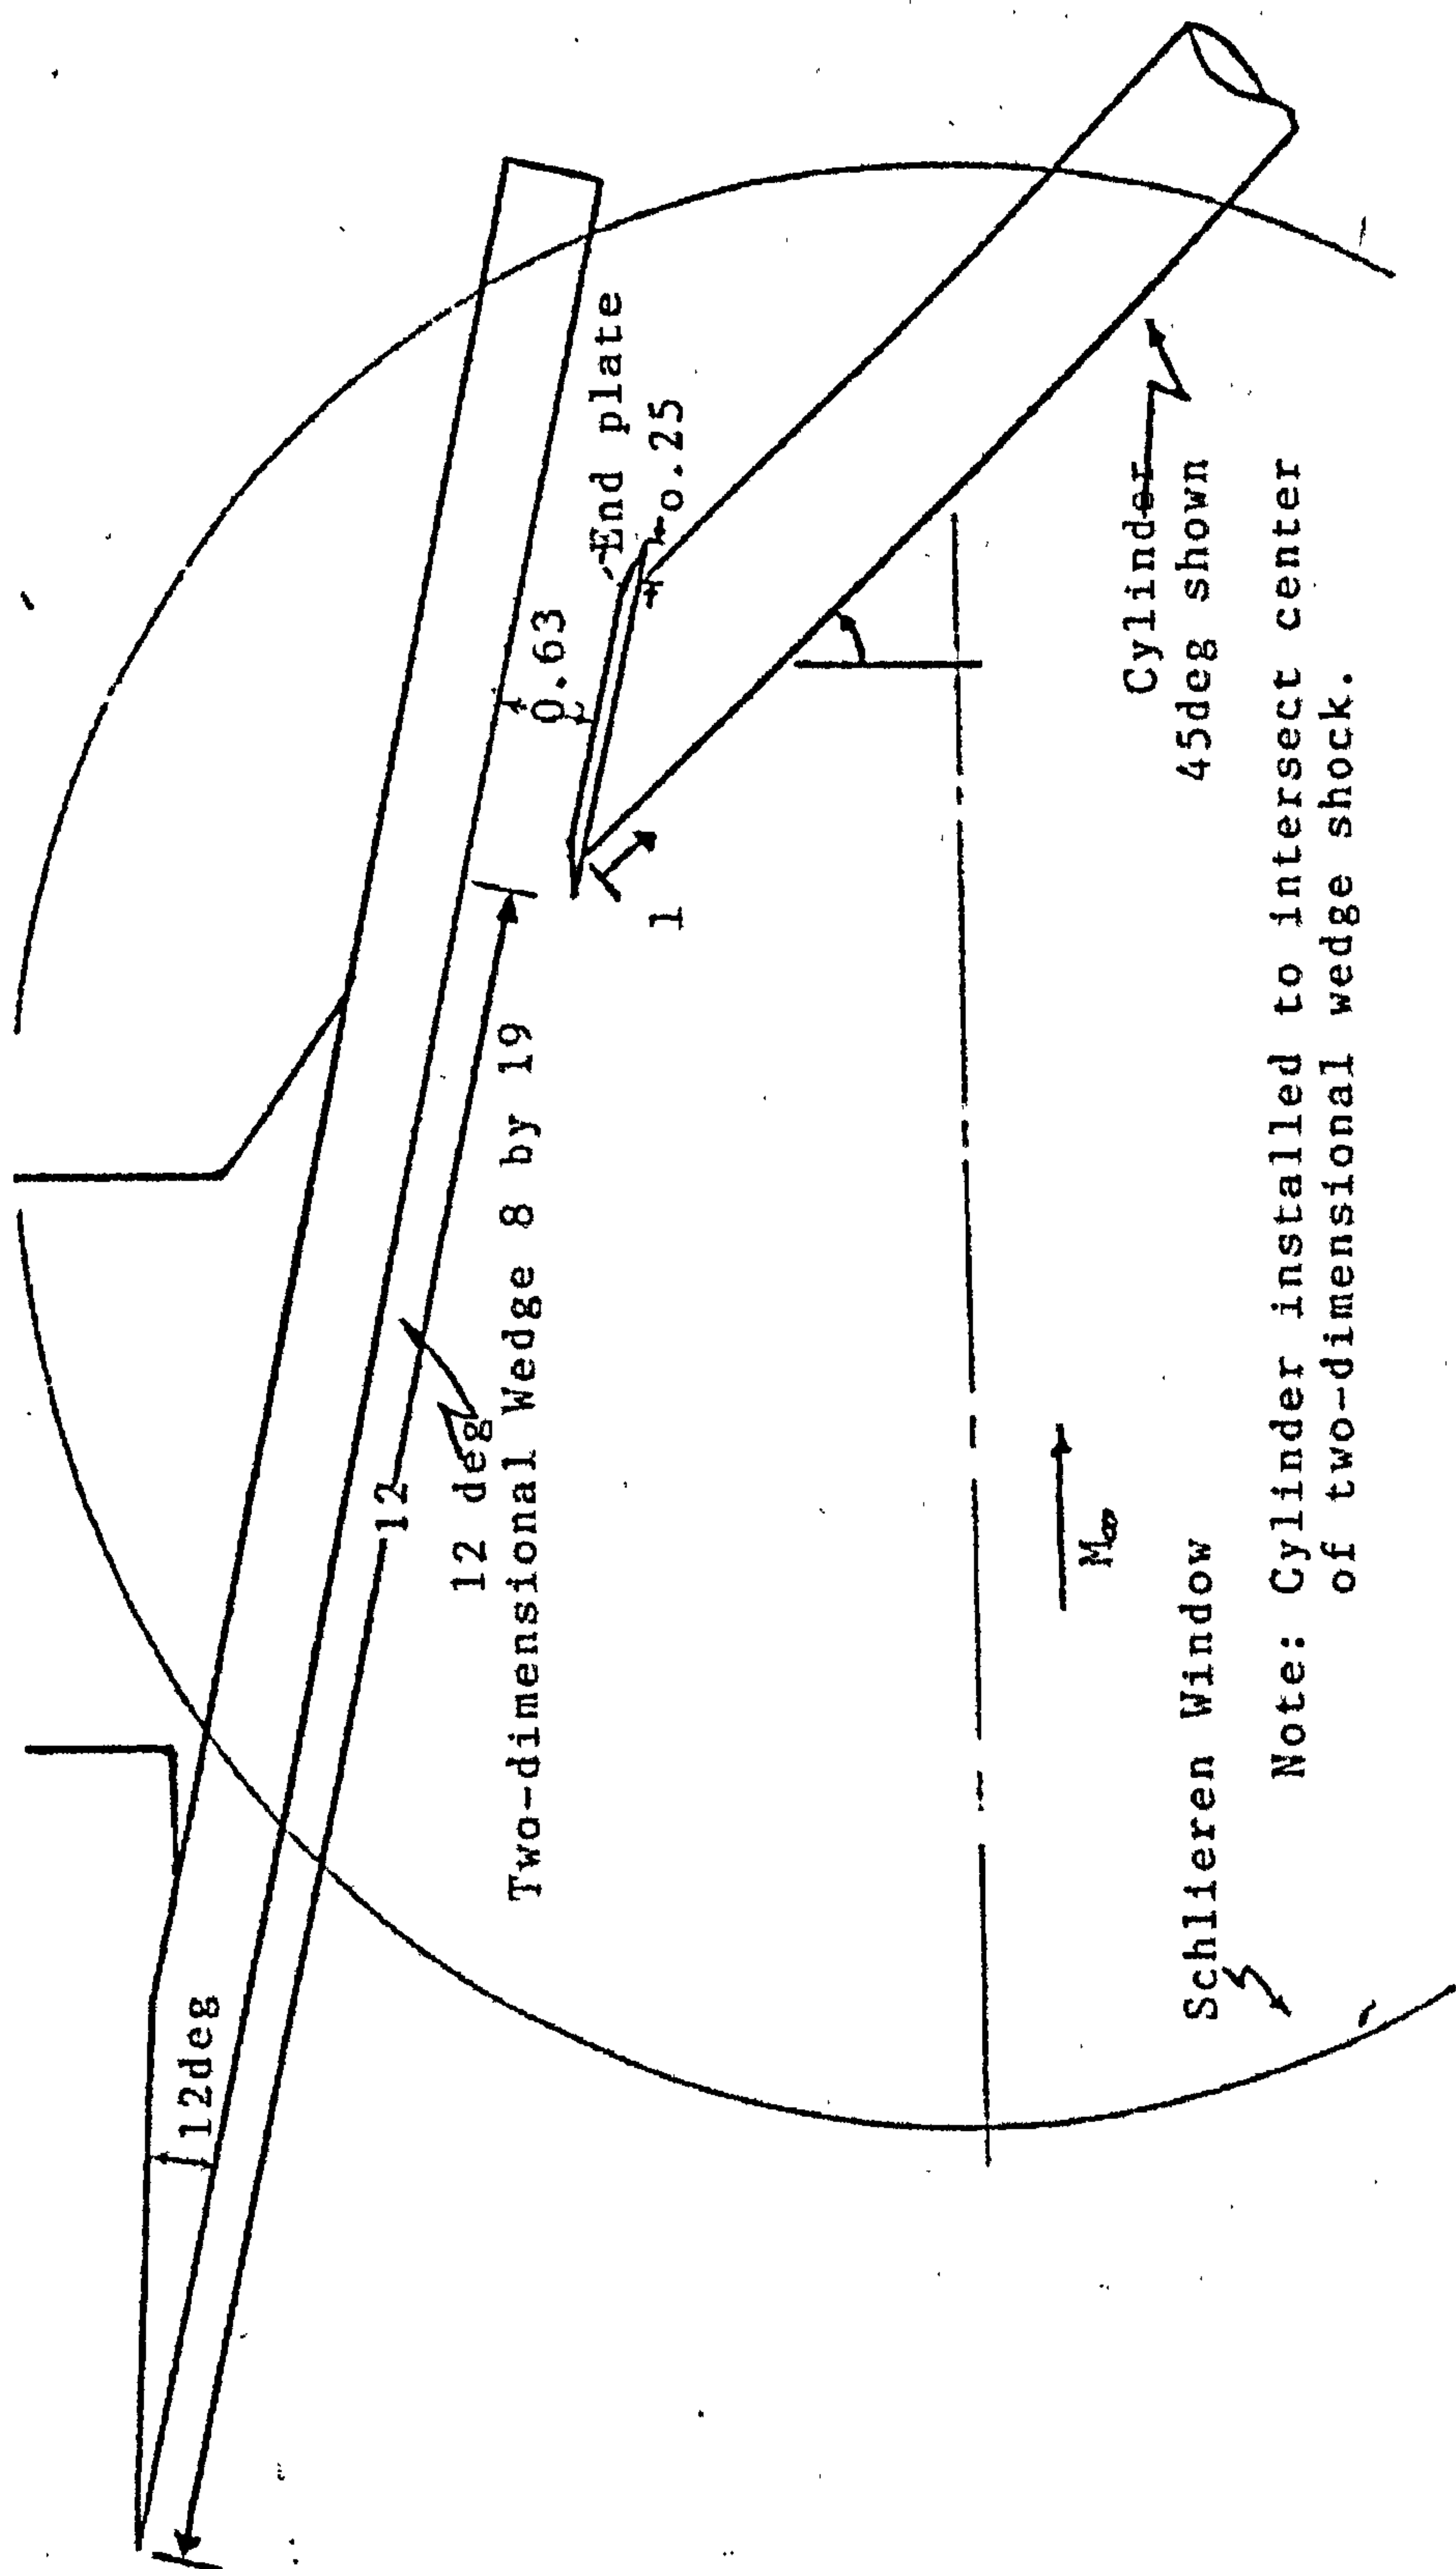 12deg
12
12 deg
Two-dimensional Wedge 8 by 19
0.63
End plate
0.25
1
M∞
Cylinder
45deg shown
Schlieren Window
Note: Cylinder installed to intersect center
of two-dimensional wedge shock.